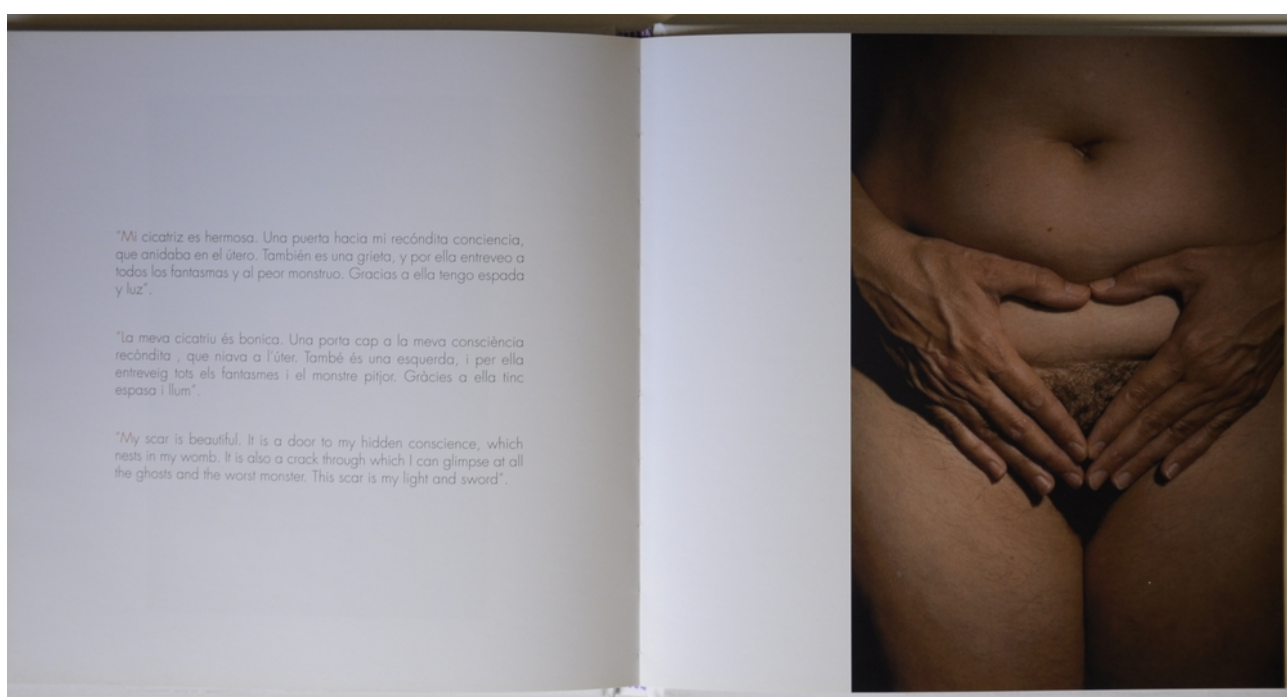 "Mi cicatriz es hermosa. Una puerta hacia mi recóndita conciencia,
que anidaba en el útero. También es una grieta, y por ella entreveo a
todos los fantasmas y al peor monstruo. Gracias a ella tengo espada
y luz".
"La meva cicatriu és bonica. Una porta cap a la meva consciència
recòndita , que niava a l'úter. També és una esquerda, i per ella
entreveig tots els fantasmes i el monstre pitjor. Gràcies a ella tinc
espasa i llum".
"My scar is beautiful. It is a door to my hidden conscience, which
nests in my womb. It is also a crack through which I can glimpse at all
the ghosts and the worst monster. This scar is my light and sword".